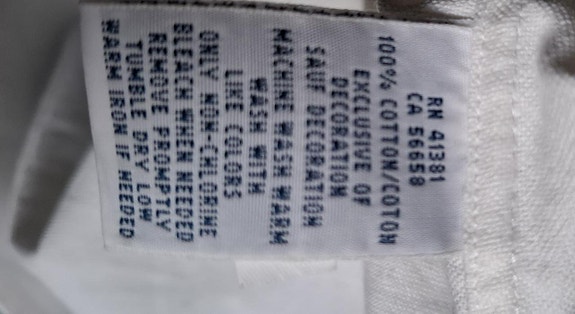 RN 41381
CA 56658
100% COTON/COTON
EXCLUSIVE OF
DECORATION
SAUF DECORATION
MACHINE WASH WARM
WASH WITH
LIKE COLORS
ONLY NON-CHLORINE
BLEACH WHEN NEEDED
REMOVE PROMPTLY
TUMBLE DRY LOW
WARM IRON IF NEEDED